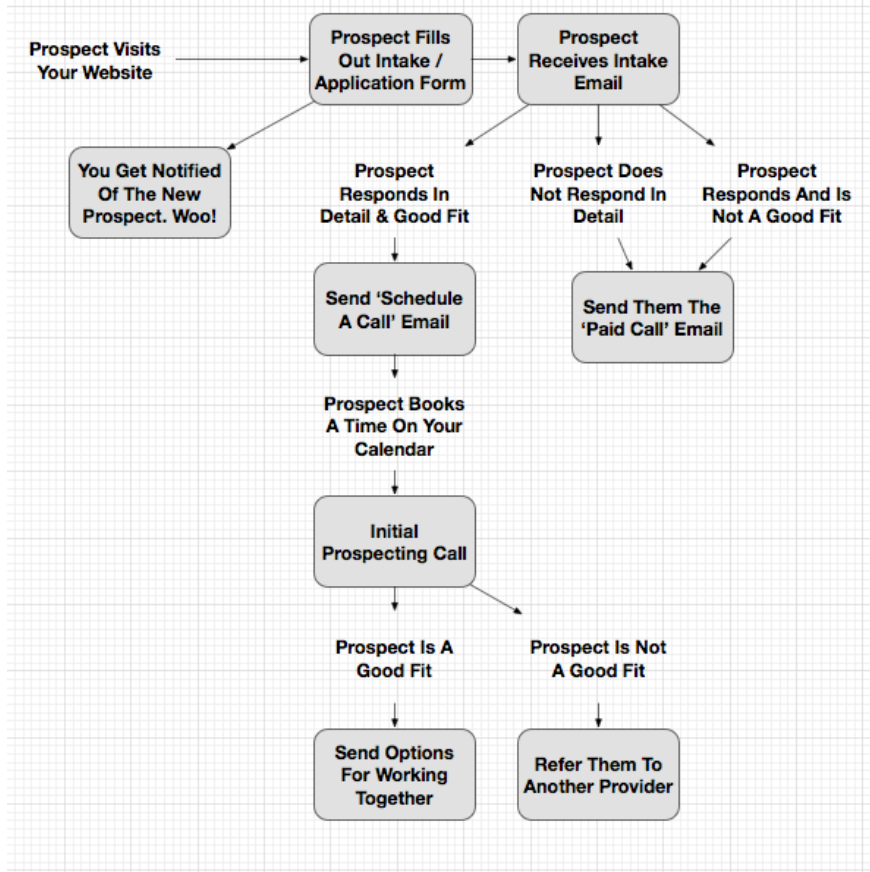 Prospect Visits
Your Website
Prospect Fills
Out Intake /
Application Form
Prospect
Receives Intake
Email
You Get Notified
Of The New
Prospect. Woo!
Prospect
Responds In
Detail & Good Fit
Prospect Does
Not Respond In
Detail
Prospect
Responds And Is
Not A Good Fit
Send ‘Schedule
A Call’ Email
Send Them The
‘Paid Call’ Email
Prospect Books
A Time On Your
Calendar
Initial
Prospecting Call
Prospect Is A
Good Fit
Prospect Is Not
A Good Fit
Send Options
For Working
Together
Refer Them To
Another Provider